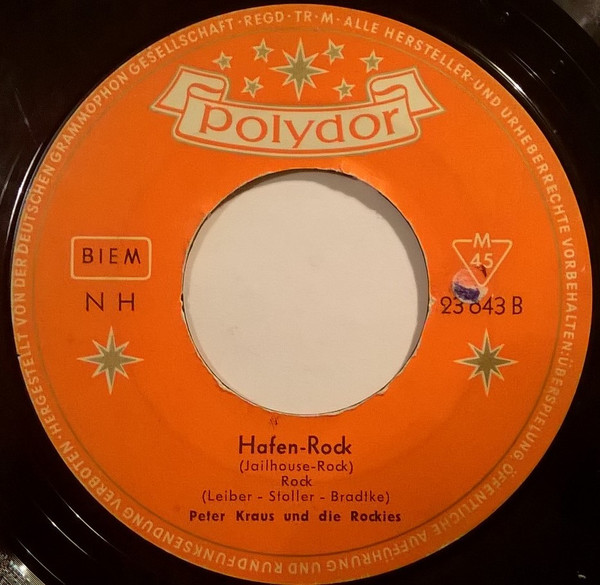 HERGESTELLT VON DER DEUTSCHEN GRAMMOPHON GESELLSCHAFT · REGD · TR · M · ALLE HERSTELLER- UND URHEBERRECHTE VORBEHALTEN: ÜBERSPIELUNG, ÖFFENTLICHE AUFFÜHRUNG UND RUNDFUNKSENDUNG VERBOTEN ·
Polydor
BIEM
NH
M
45
23 643 B
Hafen-Rock
(Jailhouse-Rock)
Rock
(Leiber - Stoller - Bradtke)
Peter Kraus und die Rockies